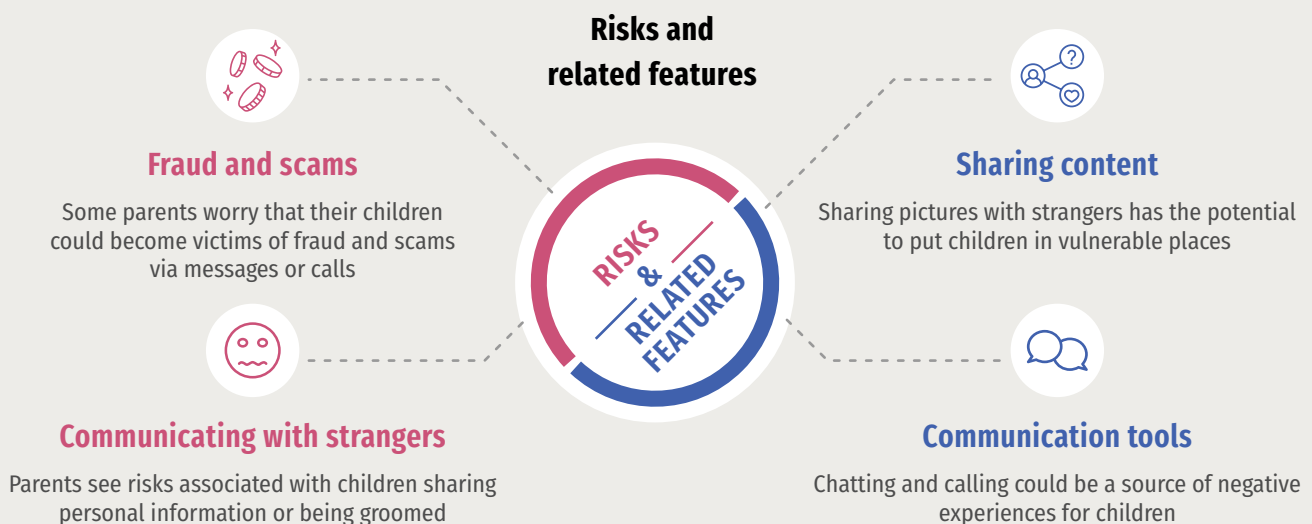 Risks and
related features
Fraud and scams
Some parents worry that their children
could become victims of fraud and scams
via messages or calls
Communicating with strangers
Parents see risks associated with children sharing
personal information or being groomed
RISKS
&
RELATED
FEATURES
?
Sharing content
Sharing pictures with strangers has the potential
to put children in vulnerable places
Communication tools
Chatting and calling could be a source of negative
experiences for children